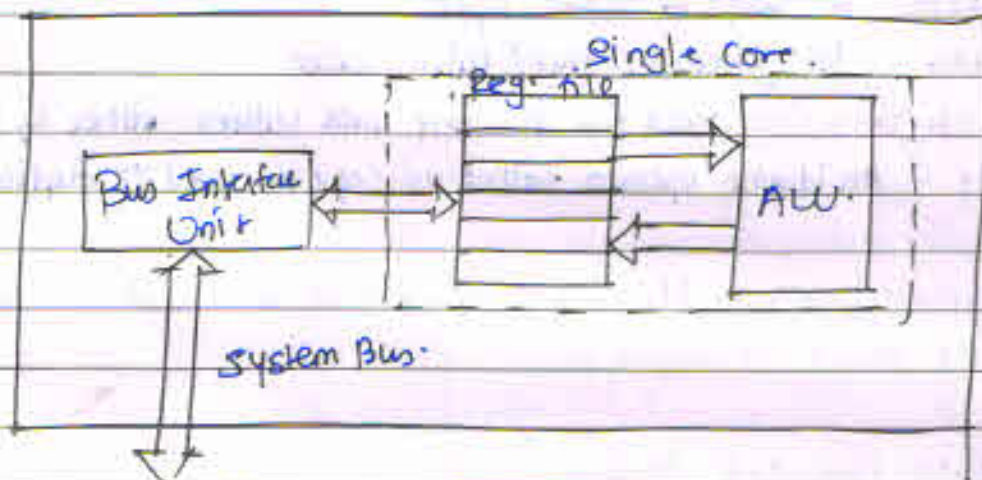 Single Core.
Reg. file
Bus Interface
Unit
ALU.
System Bus.